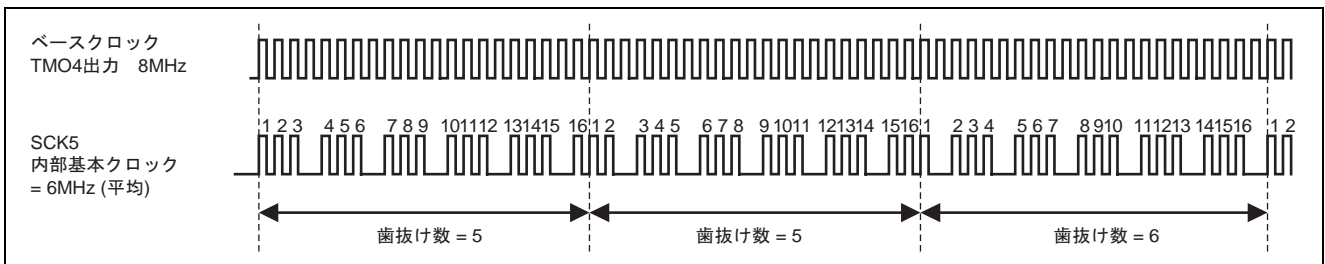 ベースクロック
TMO4出力 8MHz
1 2 3 4 5 6 7 8 9 10 11 12 13 14 15 16 1 2 3 4 5 6 7 8 9 10 11 12 13 14 15 16 1 2 3 4 5 6 7 8 9 10 11 12 13 14 15 16 1 2
SCK5
内部基本クロック
= 6MHz (平均)
歯抜け数 = 5 歯抜け数 = 5 歯抜け数 = 6